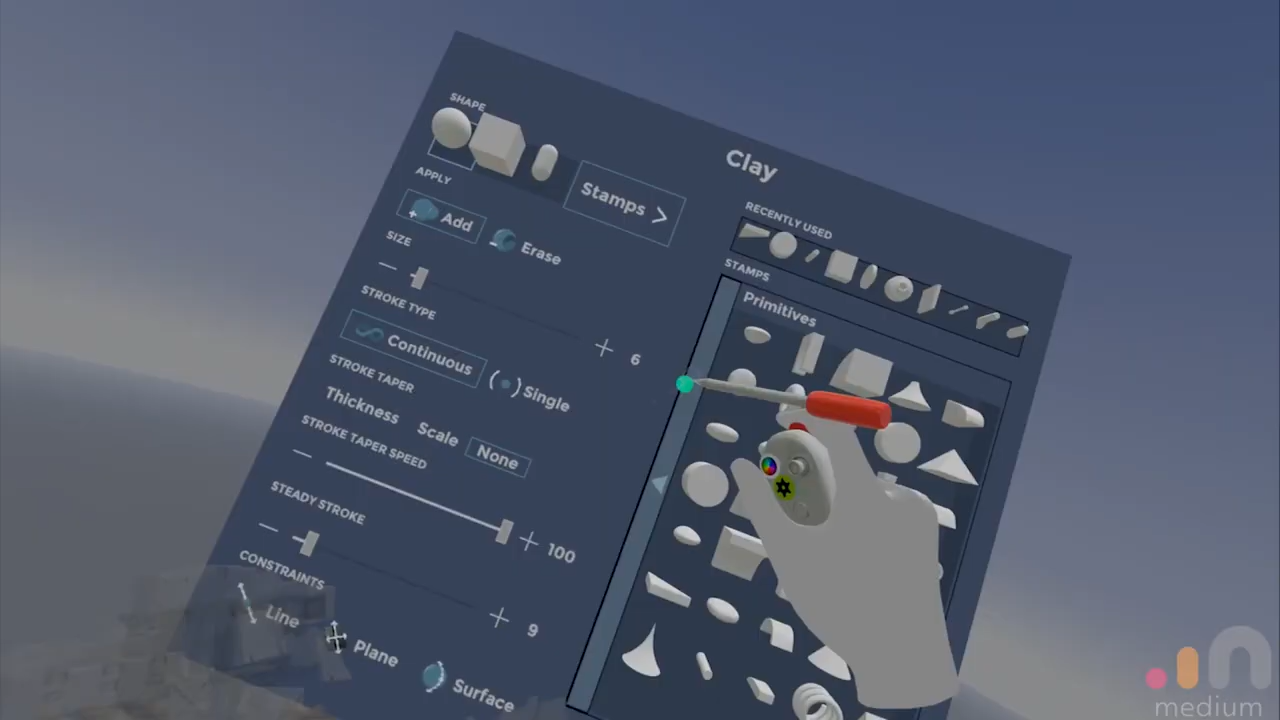 SHAPE
Stamps >
APPLY
Add
Erase
SIZE
6
STROKE TYPE
Continuous
Single
STROKE TAPER
Thickness
Scale
None
STROKE TAPER SPEED
100
STEADY STROKE
9
CONSTRAINTS
Line
Plane
Surface
Clay
RECENTLY USED
STAMPS
Primitives
medium